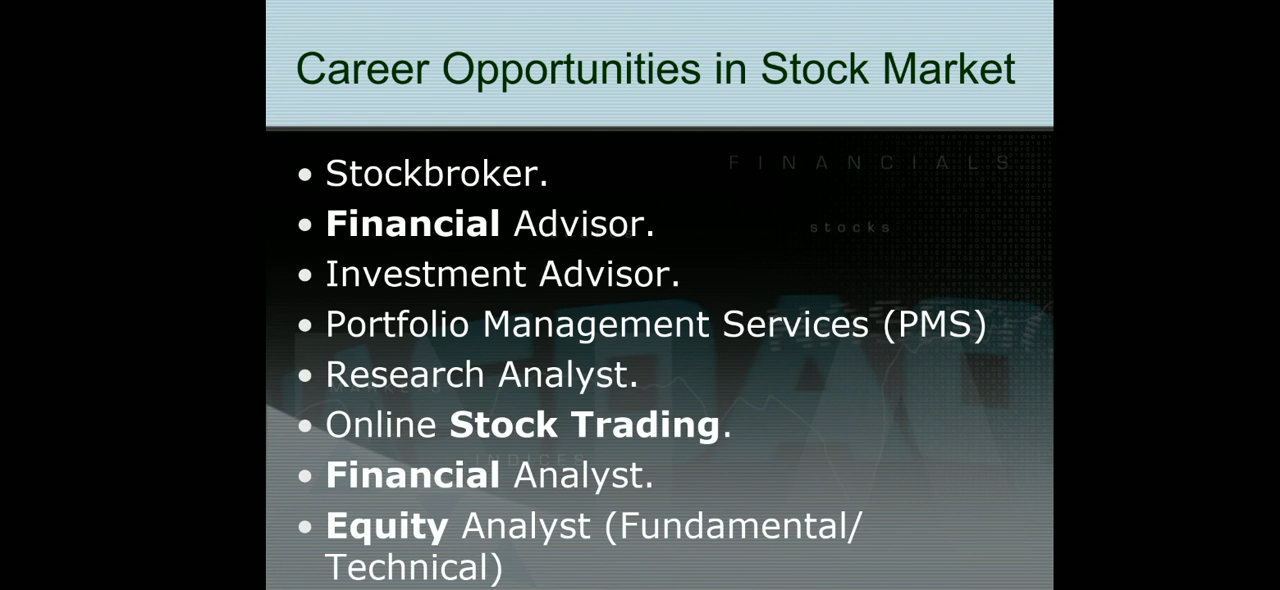 Career Opportunities in Stock Market
FINANCIALS
• Stockbroker.
stocks
• Financial Advisor.
• Investment Advisor.
• Portfolio Management Services (PMS)
• Research Analyst.
• Online Stock Trading.
INDICES
• Financial Analyst.
• Equity Analyst (Fundamental/
Technical)